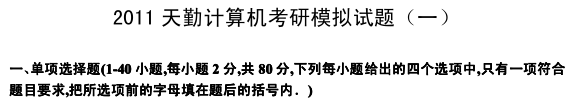 2011 天勤计算机考研模拟试题（一）
一、单项选择题(1-40 小题,每小题 2 分,共 80 分,下列每小题给出的四个选项中,只有一项符合
题目要求,把所选项前的字母填在题后的括号内．)